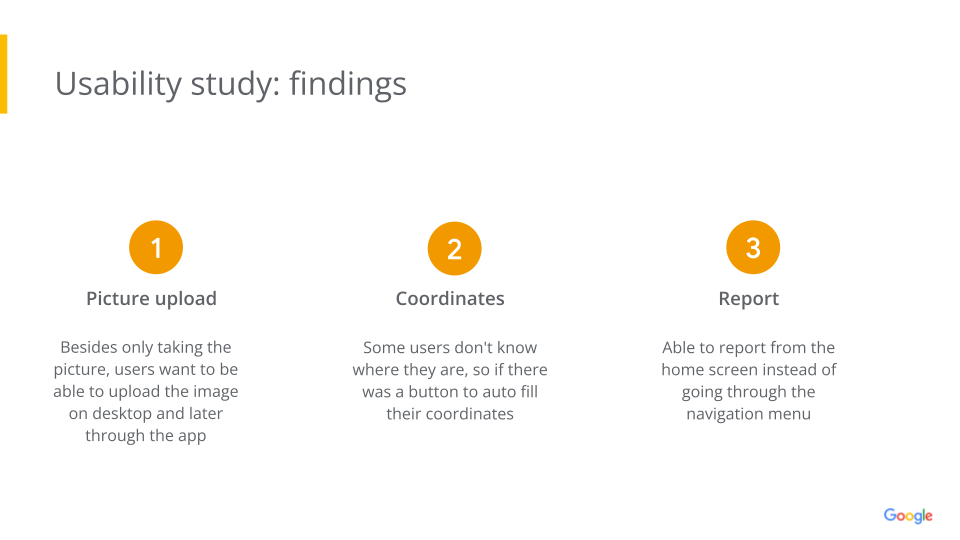 Usability study: findings
1
Picture upload
Besides only taking the
picture, users want to be
able to upload the image
on desktop and later
through the app
2
Coordinates
Some users don't know
where they are, so if there
was a button to auto fill
their coordinates
3
Report
Able to report from the
home screen instead of
going through the
navigation menu
Google